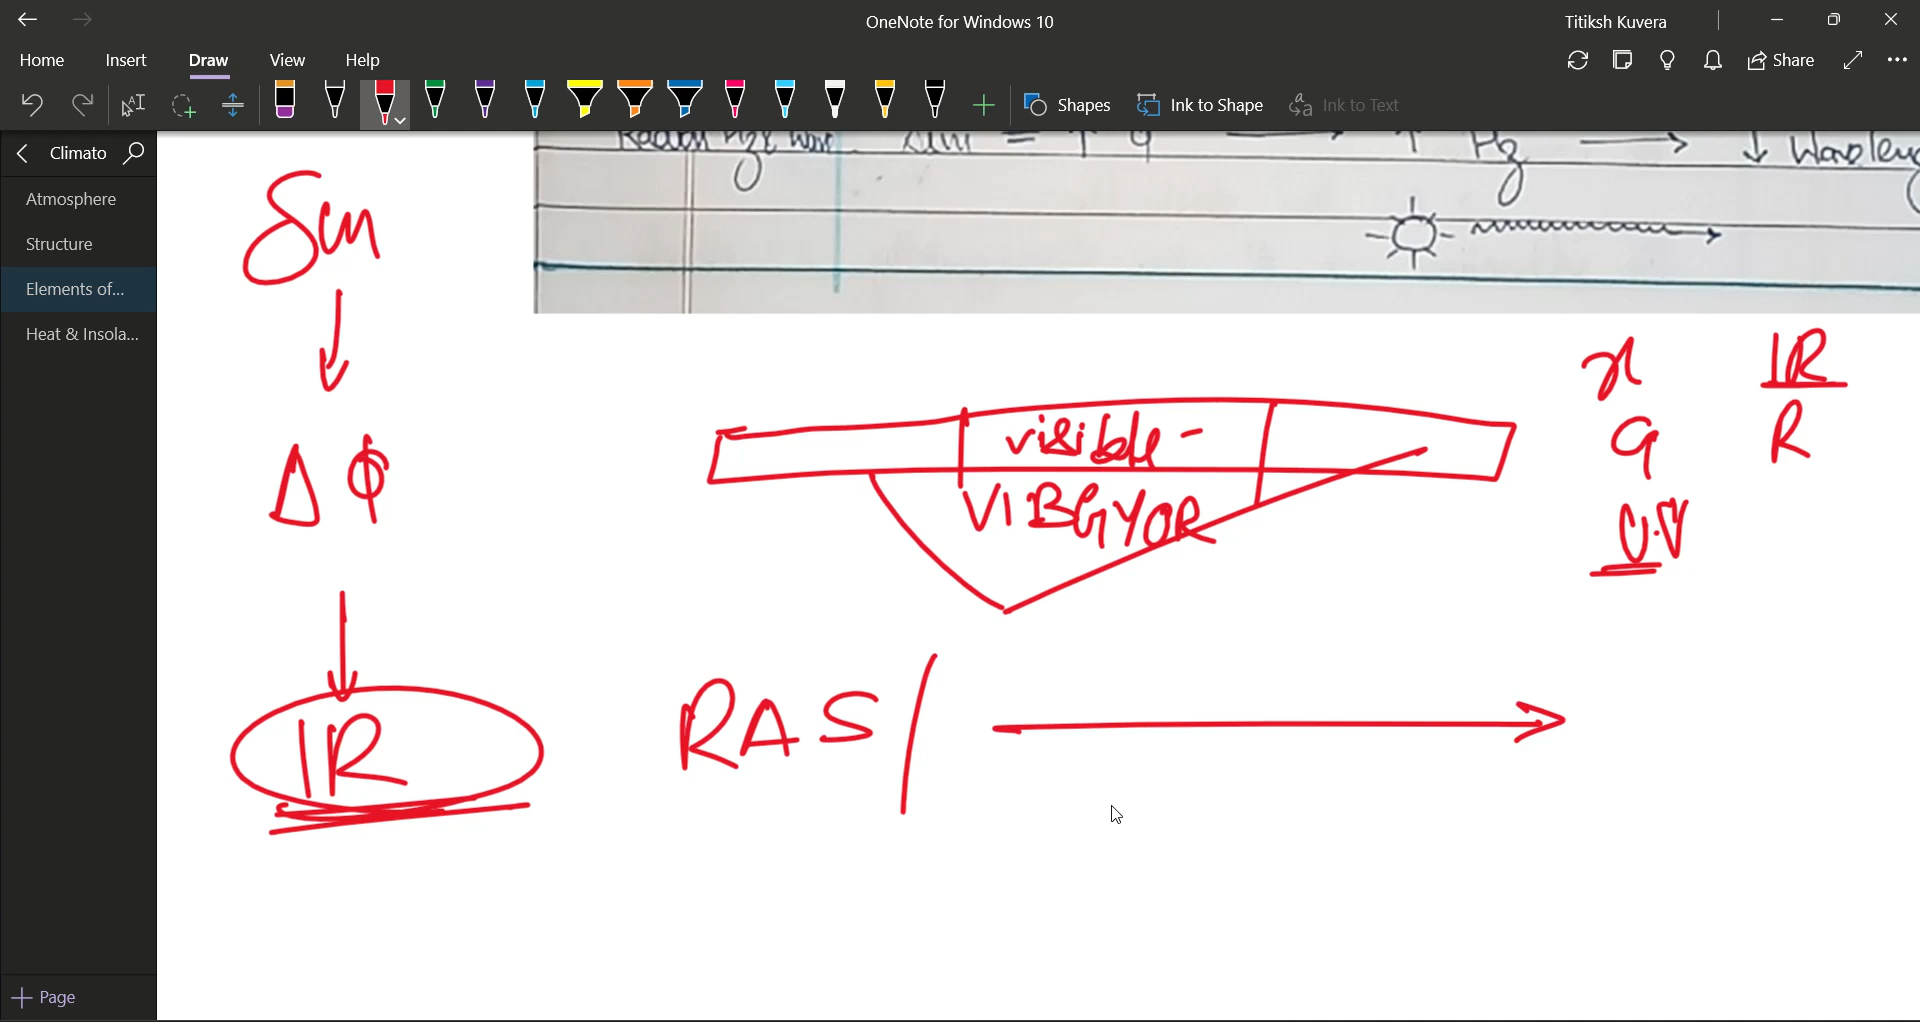 OneNote for Windows 10
Titiksh Kuvera
Home Insert Draw View Help
Share
Shapes Ink to Shape Ink to Text
Climato
Atmosphere
Structure
Elements of...
Heat & Insola...
Page
= ↑ → ↑ Hz → ↓
Sun
x IR
visible -
R
Δ Φ
VIBGYOR
U.V
IR
RAS /